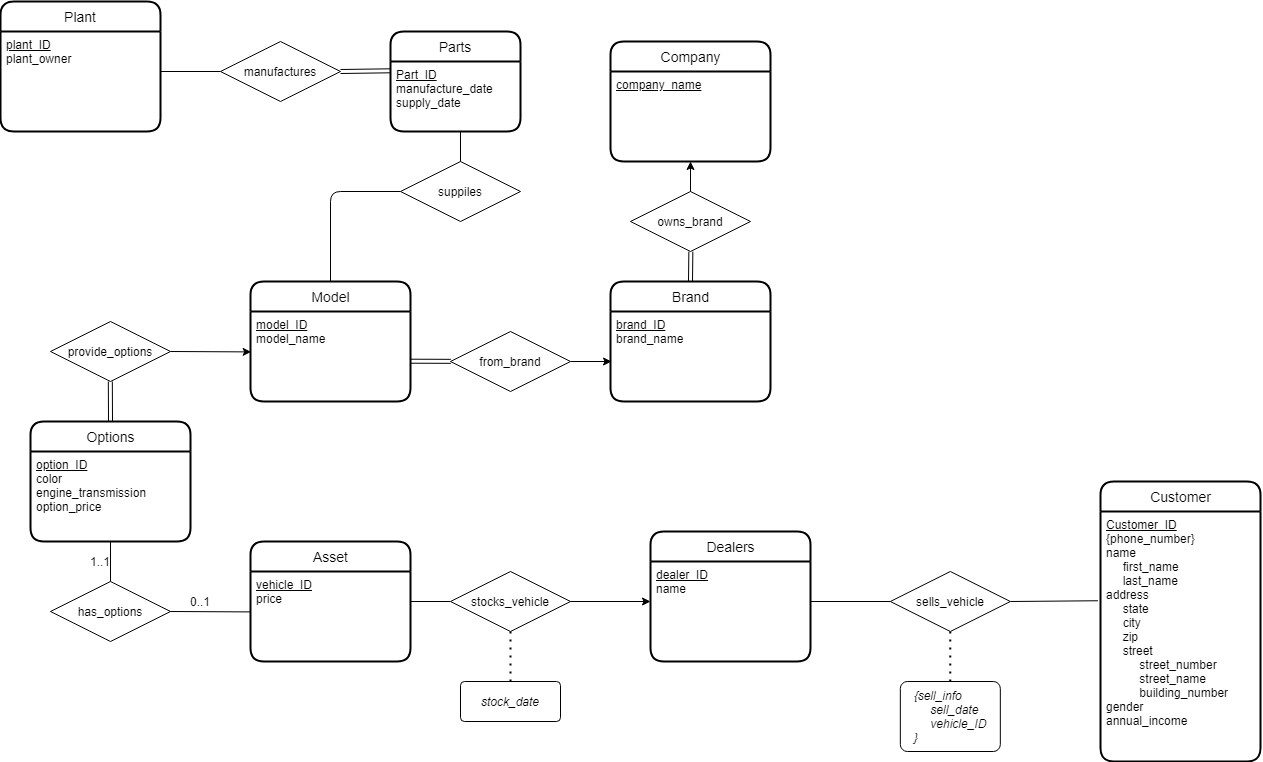 Plant
plant_ID
plant_owner
manufactures
Parts
Part_ID
manufacture_date
supply_date
Company
company_name
suppiles
owns_brand
Model
model_ID
model_name
Brand
brand_ID
brand_name
provide_options
from_brand
Options
option_ID
color
engine_transmission
option_price
1..1
has_options
0..1
Asset
vehicle_ID
price
stocks_vehicle
stock_date
Dealers
dealer_ID
name
sells_vehicle
{sell_info
sell_date
vehicle_ID
}
Customer
Customer_ID
{phone_number}
name
first_name
last_name
address
state
city
zip
street
street_number
street_name
building_number
gender
annual_income